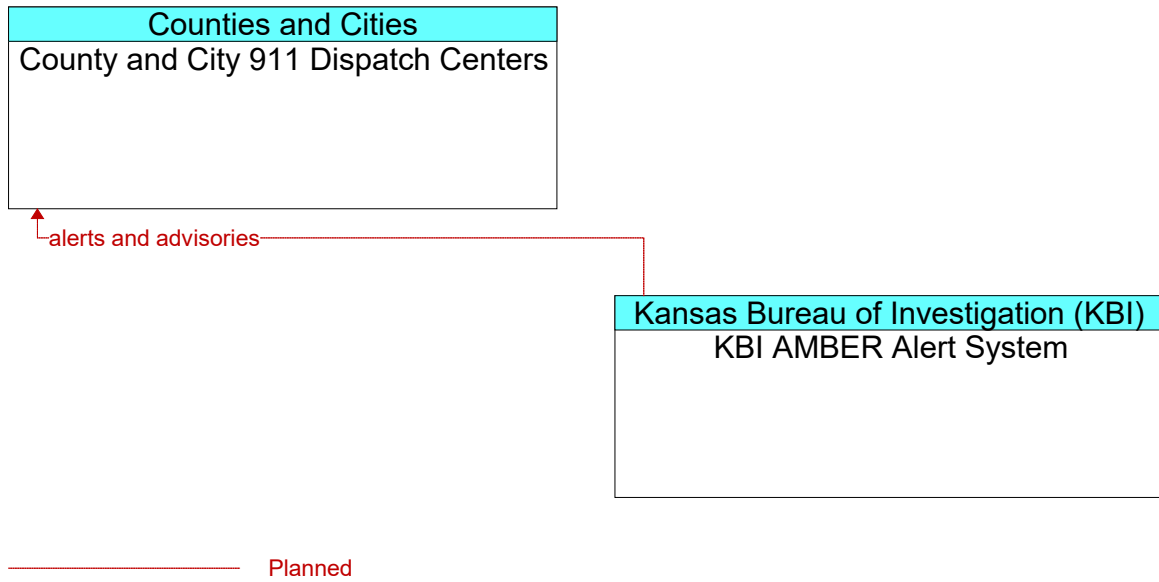 Counties and Cities
County and City 911 Dispatch Centers
alerts and advisories
Kansas Bureau of Investigation (KBI)
KBI AMBER Alert System
Planned